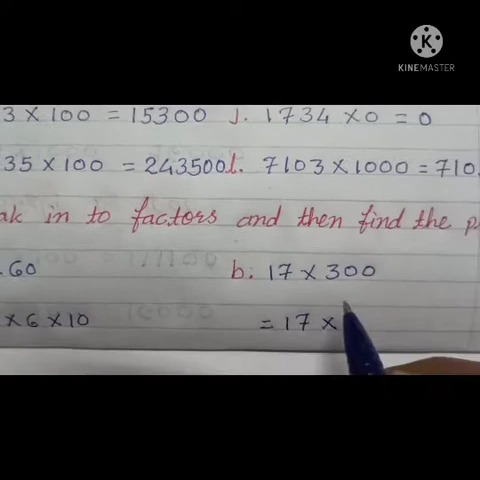 K
KINEMASTER
3 × 100 = 15300 J. 1734 × 0 = 0
35 × 100 = 243500 l. 7103 × 1000 = 710
ak in to factors and then find the p
60 b: 17 × 300
× 6 × 10 = 17 ×